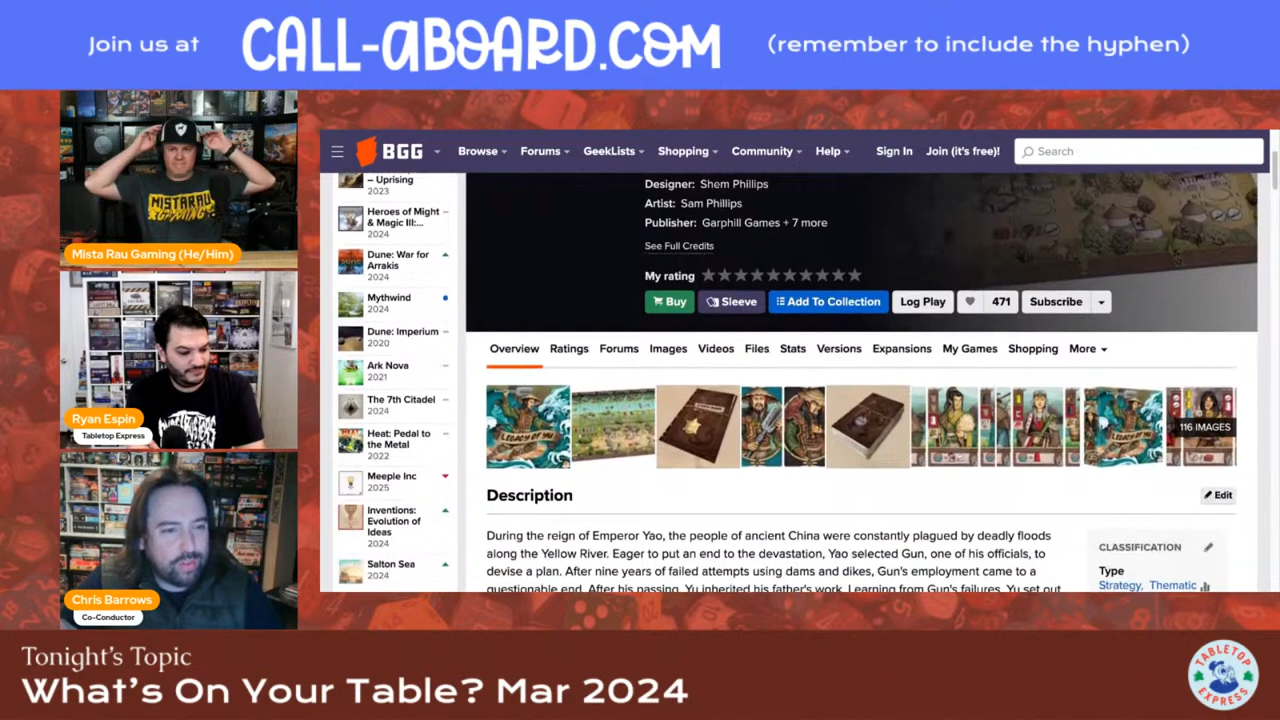 Join us at CALL-aBOARD.COM (remember to include the hyphen)
MISTARAU
GAMING
Mista Rau Gaming (He/Him)
Ryan Espin
Tabletop Express
Chris Barrows
Co-Conductor
BGG Browse Forums GeekLists Shopping Community Help Sign In Join (it's free)! Search
– Uprising
2023
Heroes of Might
& Magic III:...
2024
Dune: War for
Arrakis
2024
Mythwind
2024
Dune: Imperium
2020
Ark Nova
2021
The 7th Citadel
2024
Heat: Pedal to
the Metal
2022
Meeple Inc
2025
Inventions:
Evolution of
Ideas
2024
Salton Sea
2024
Designer: Shem Phillips
Artist: Sam Phillips
Publisher: Garphill Games + 7 more
See Full Credits
My rating
Buy Sleeve Add To Collection Log Play 471 Subscribe
Overview Ratings Forums Images Videos Files Stats Versions Expansions My Games Shopping More
LEGACY OF YU
LEGACY OF YU
116 IMAGES
Description
Edit
During the reign of Emperor Yao, the people of ancient China were constantly plagued by deadly floods
along the Yellow River. Eager to put an end to the devastation, Yao selected Gun, one of his officials, to
devise a plan. After nine years of failed attempts using dams and dikes, Gun's employment came to a
questionable end. After his passing, Yu inherited his father's work. Learning from Gun's failures, Yu set out
CLASSIFICATION
Type
Strategy, Thematic
Tonight's Topic
What's On Your Table? Mar 2024
TABLETOP
EXPRESS